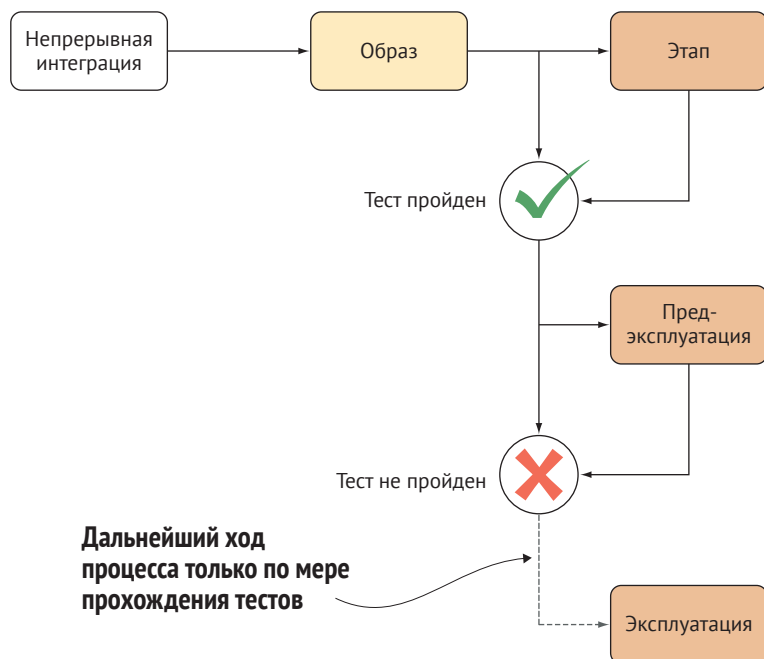 Непрерывная
интеграция
Образ
Этап
Тест пройден
Пред-
эксплуатация
Тест не пройден
Дальнейший ход
процесса только по мере
прохождения тестов
Эксплуатация